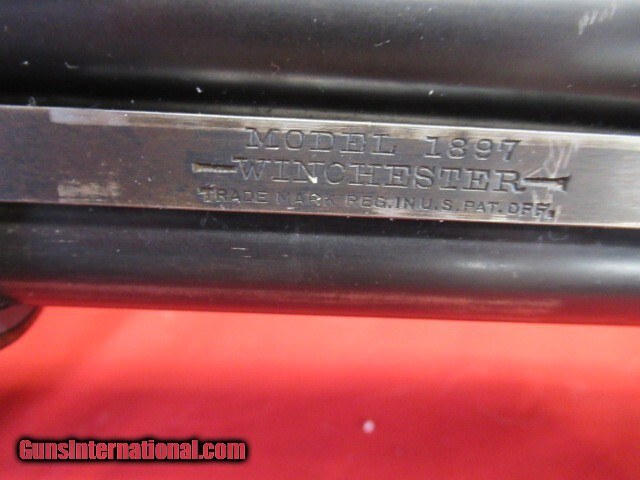 MODEL 1897
WINCHESTER
TRADE MARK REG. IN U.S. PAT. OFF.
GunsInternational.com